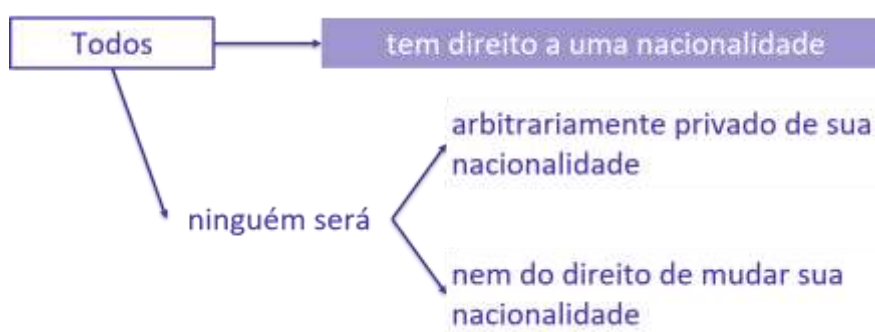 Todos
tem direito a uma nacionalidade
arbitrariamente privado de sua
nacionalidade
ninguém será
nem do direito de mudar sua
nacionalidade